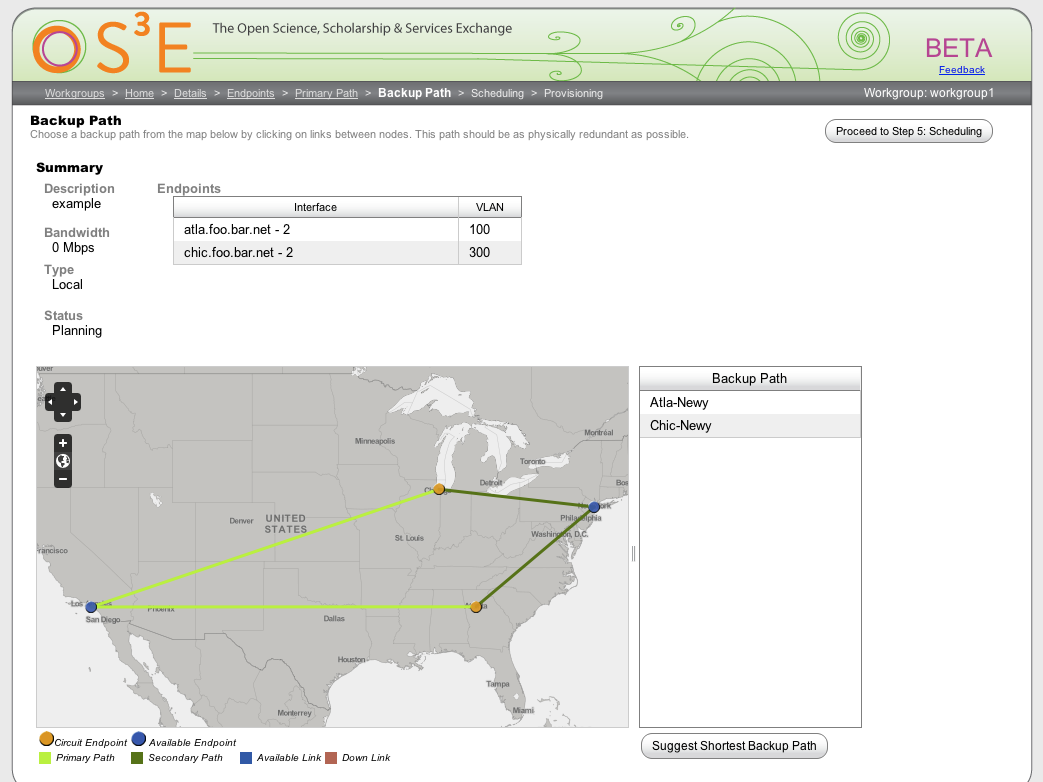 OS³E
The Open Science, Scholarship & Services Exchange
BETA
Feedback
Workgroups > Home > Details > Endpoints > Primary Path > Backup Path > Scheduling > Provisioning
Workgroup: workgroup1
Backup Path
Choose a backup path from the map below by clicking on links between nodes. This path should be as physically redundant as possible.
Proceed to Step 5: Scheduling
Summary
Description
example
Bandwidth
0 Mbps
Type
Local
Status
Planning
Endpoints
Interface VLAN
atla.foo.bar.net - 2 100
chic.foo.bar.net - 2 300
Minneapolis
Montréal
Toronto
Detroit
Bos
Philadelphia
Washington, D.C.
Denver
UNITED
STATES
St. Louis
rancisco
Los
San Diego
Phoenix
Dallas
Houston
Tampa
Miami
Monterrey
Backup Path
Atla-Newy
Chic-Newy
Suggest Shortest Backup Path
Circuit Endpoint Available Endpoint
Primary Path Secondary Path Available Link Down Link